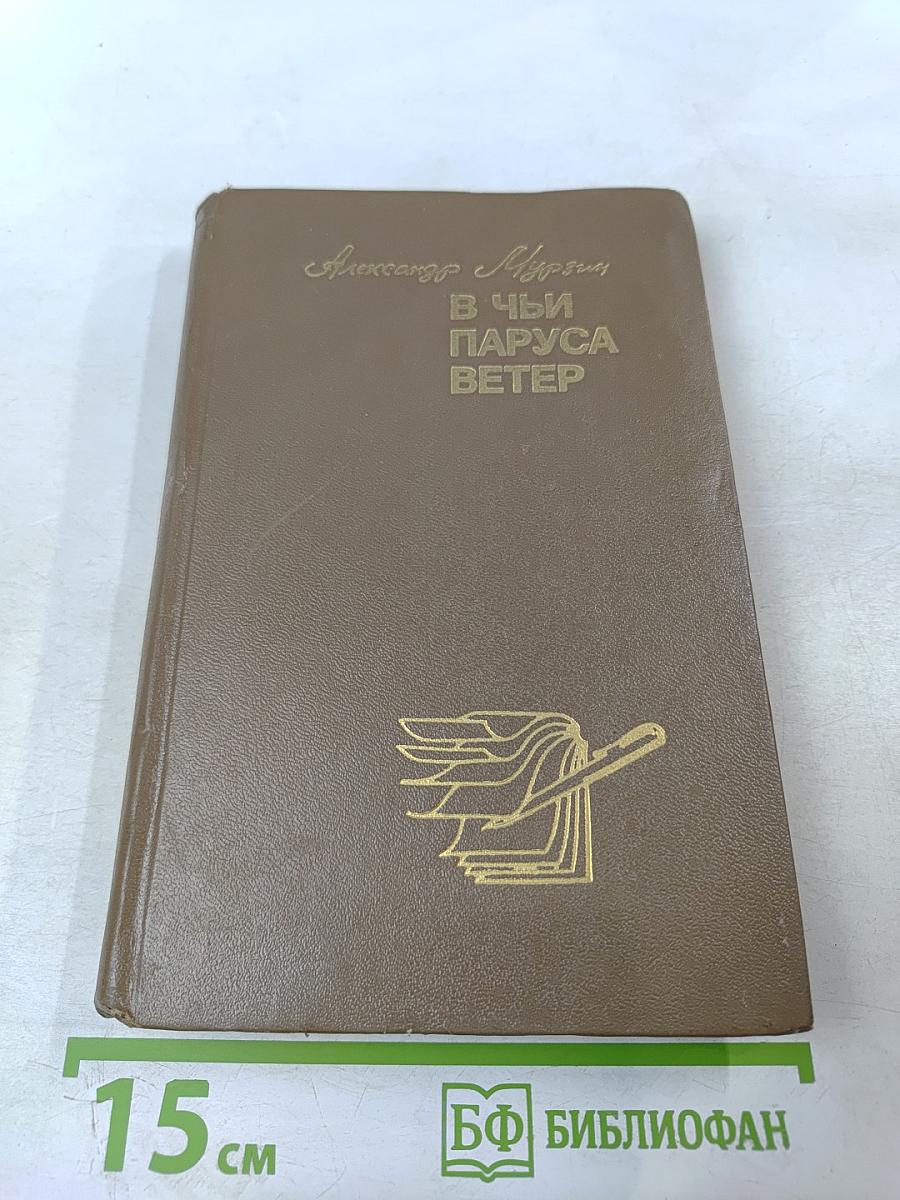 Александр Мурзин
В ЧЬИ
ПАРУСА
ВЕТЕР
15 см
БФ БИБЛИОФАН